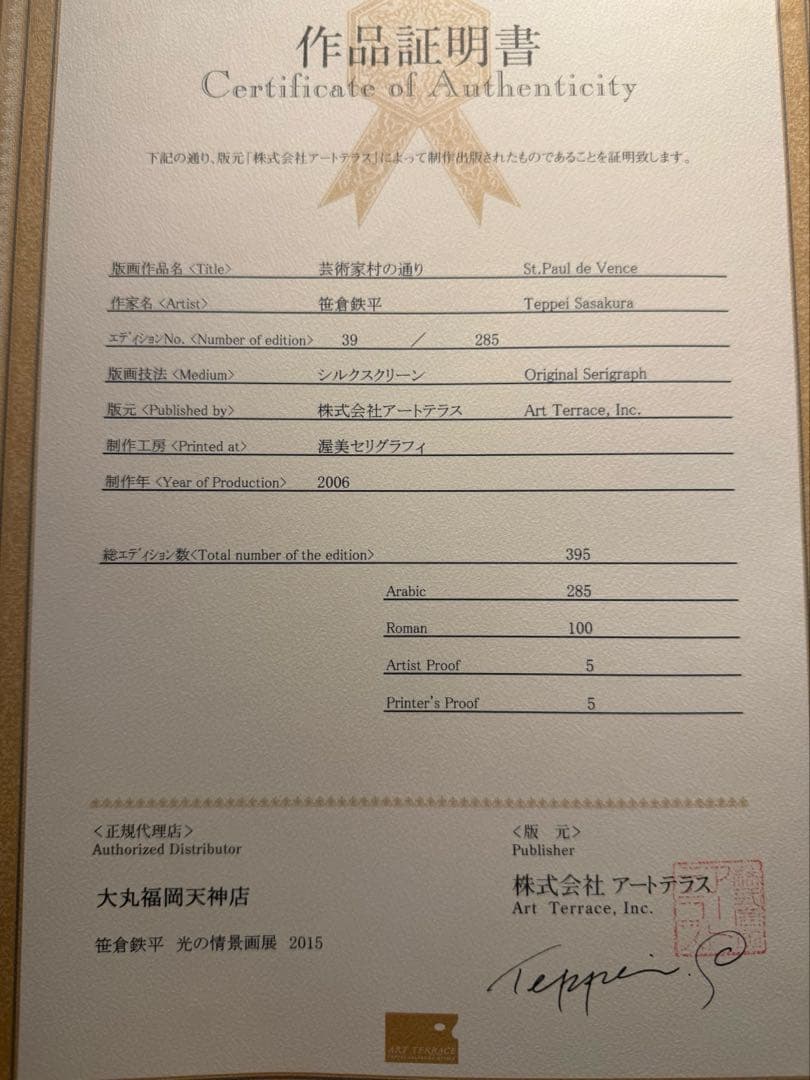 作品証明書
Certificate of Authenticity
下記の通り、版元「株式会社アートテラス」によって制作出版されたものであることを証明致します。
版画作品名 <Title> 芸術家村の通り St.Paul de Vence
作家名 <Artist> 笹倉鉄平 Teppei Sasakura
エディションNo. <Number of edition> 39 / 285
版画技法 <Medium> シルクスクリーン Original Serigraph
版元 <Published by> 株式会社アートテラス Art Terrace, Inc.
制作工房 <Printed at> 渥美セリグラフィ
制作年 <Year of Production> 2006
総エディション数<Total number of the edition> 395
Arabic 285
Roman 100
Artist Proof 5
Printer's Proof 5
<正規代理店>
Authorized Distributor
大丸福岡天神店
笹倉鉄平 光の情景画展 2015
<版 元>
Publisher
株式会社 アートテラス
Art Terrace, Inc.
Teppei. S
ART TERRACE